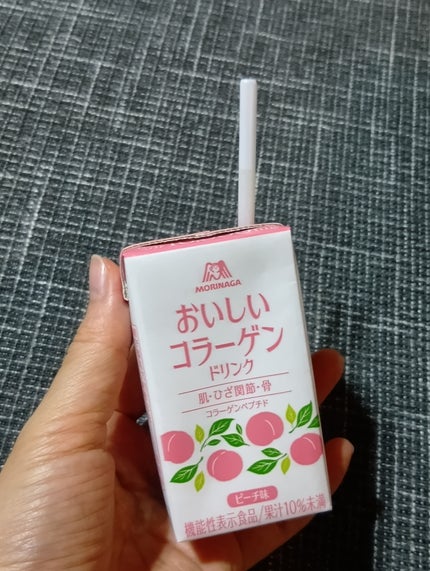 MORINAGA
おいしい
コラーゲン
ドリンク
肌・ひざ関節・骨
コラーゲンペプチド
ピーチ味
機能性表示食品/果汁10%未満